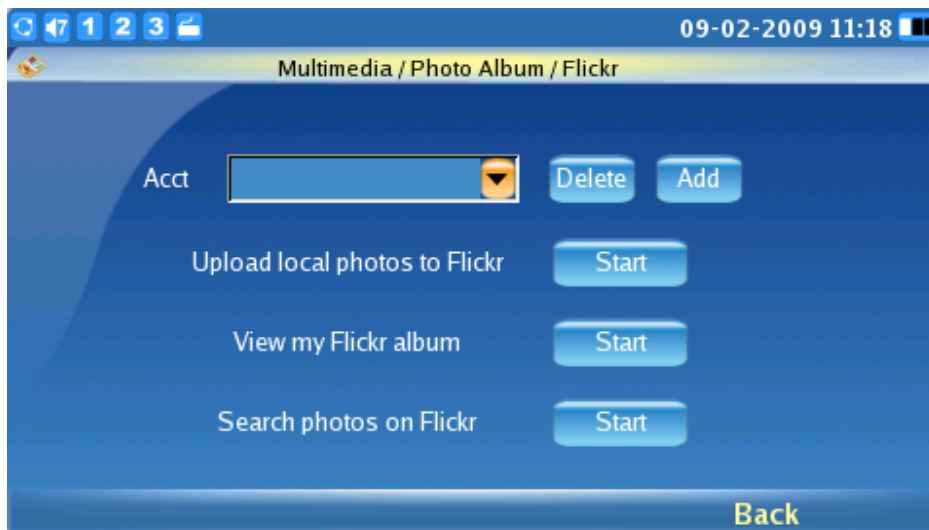 7 1 2 3 09-02-2009 11:18
Multimedia / Photo Album / Flickr
Acct Delete Add
Upload local photos to Flickr Start
View my Flickr album Start
Search photos on Flickr Start
Back